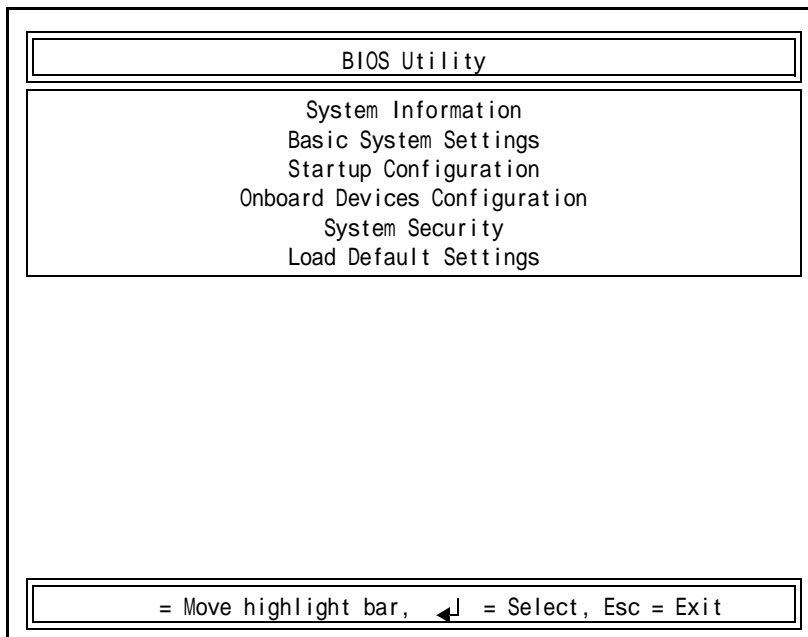 BIOS Utility
System Information
Basic System Settings
Startup Configuration
Onboard Devices Configuration
System Security
Load Default Settings
= Move highlight bar, ↵ = Select, Esc = Exit